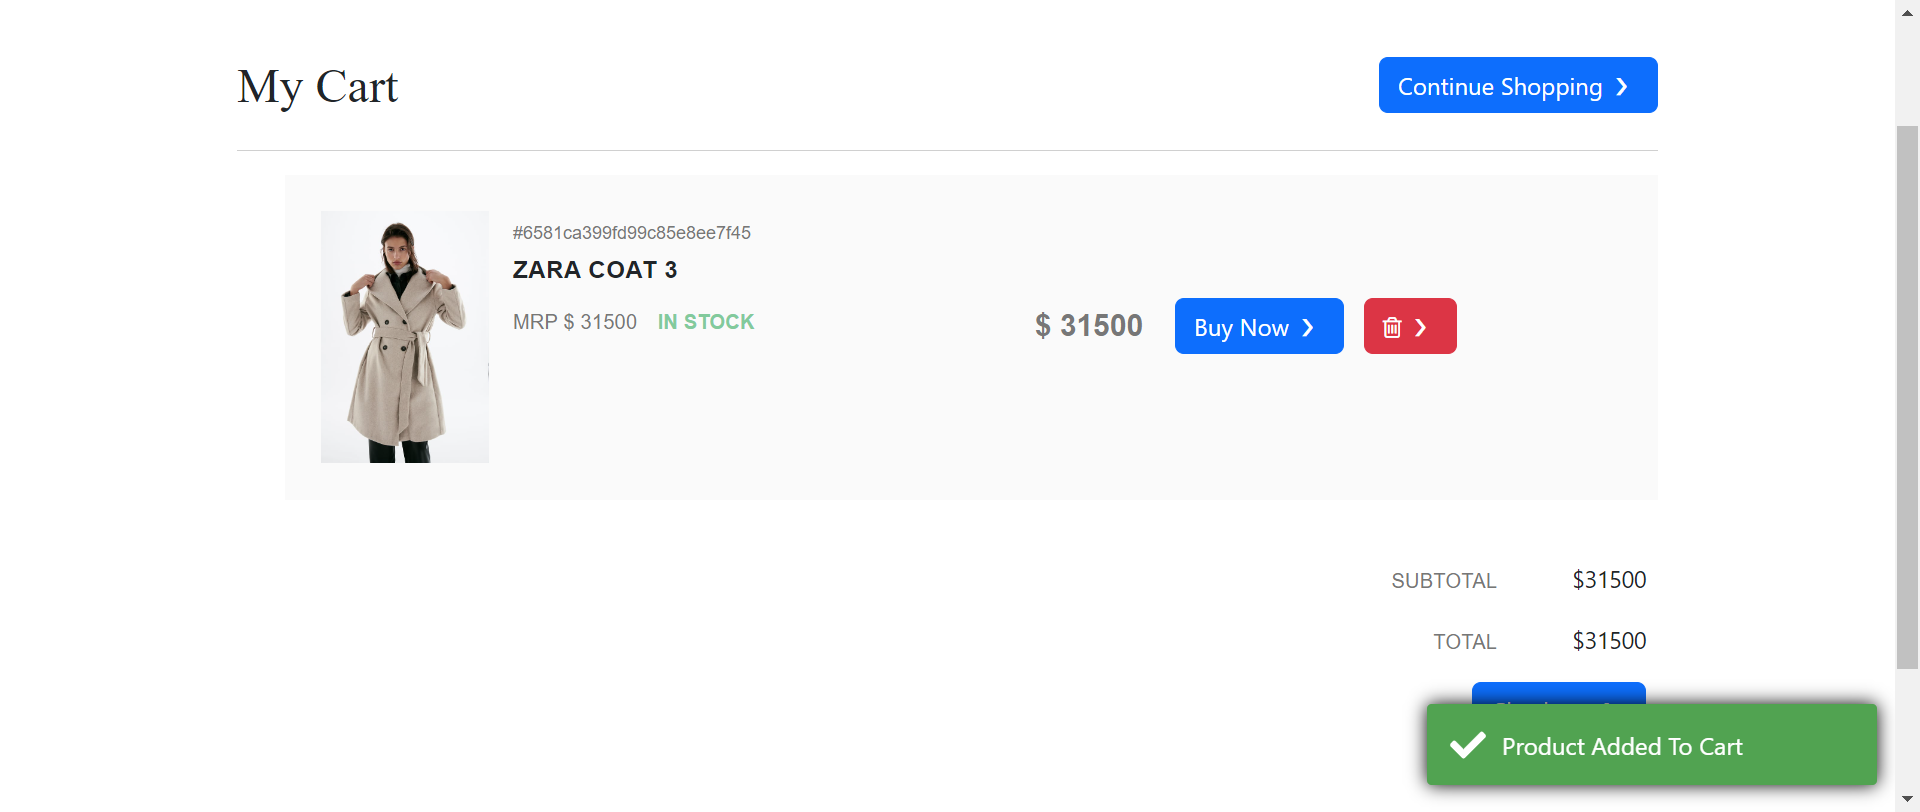 My Cart
Continue Shopping ❯
#6581ca399fd99c85e8ee7f45
ZARA COAT 3
MRP $ 31500 IN STOCK
$ 31500
Buy Now ❯
❯
SUBTOTAL $31500
TOTAL $31500
Product Added To Cart